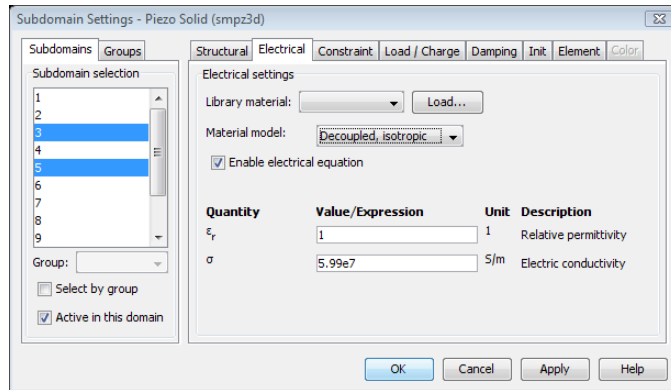 Subdomain Settings - Piezo Solid (smpz3d)
Subdomains Groups
Structural Electrical Constraint Load / Charge Damping Init Element Color
Subdomain selection
1
2
3
4
5
6
7
8
9
Group:
Select by group
Active in this domain
Electrical settings
Library material: Load...
Material model: Decoupled, isotropic
Enable electrical equation
Quantity Value/Expression Unit Description
εr 1 1 Relative permittivity
σ 5.99e7 S/m Electric conductivity
OK Cancel Apply Help